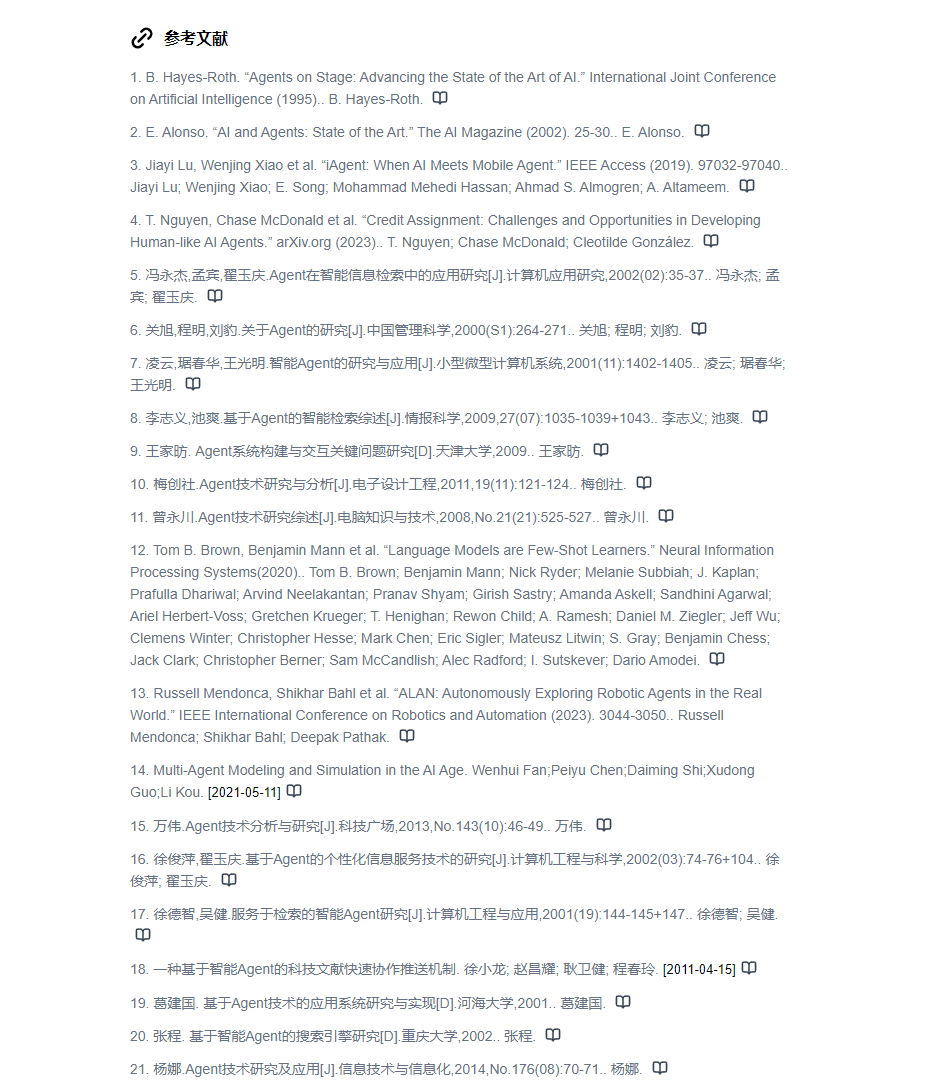 参考文献
1. B. Hayes-Roth. “Agents on Stage: Advancing the State of the Art of AI.” International Joint Conference
on Artificial Intelligence (1995).. B. Hayes-Roth.
2. E. Alonso. “AI and Agents: State of the Art.” The AI Magazine (2002). 25-30.. E. Alonso.
3. Jiayi Lu, Wenjing Xiao et al. “iAgent: When AI Meets Mobile Agent.” IEEE Access (2019). 97032-97040..
Jiayi Lu; Wenjing Xiao; E. Song; Mohammad Mehedi Hassan; Ahmad S. Almogren; A. Altameem.
4. T. Nguyen, Chase McDonald et al. “Credit Assignment: Challenges and Opportunities in Developing
Human-like AI Agents.” arXiv.org (2023).. T. Nguyen; Chase McDonald; Cleotilde González.
5. 冯永杰,孟宾,翟玉庆.Agent在智能信息检索中的应用研究[J].计算机应用研究,2002(02):35-37.. 冯永杰; 孟
宾; 翟玉庆.
6. 关旭,程明,刘豹.关于Agent的研究[J].中国管理科学,2000(S1):264-271.. 关旭; 程明; 刘豹.
7. 凌云,琚春华,王光明.智能Agent的研究与应用[J].小型微型计算机系统,2001(11):1402-1405.. 凌云; 琚春华;
王光明.
8. 李志义,池爽.基于Agent的智能检索综述[J].情报科学,2009,27(07):1035-1039+1043.. 李志义; 池爽.
9. 王家昉. Agent系统构建与交互关键问题研究[D].天津大学,2009.. 王家昉.
10. 梅创社.Agent技术研究与分析[J].电子设计工程,2011,19(11):121-124.. 梅创社.
11. 曾永川.Agent技术研究综述[J].电脑知识与技术,2008,No.21(21):525-527.. 曾永川.
12. Tom B. Brown, Benjamin Mann et al. “Language Models are Few-Shot Learners.” Neural Information
Processing Systems(2020).. Tom B. Brown; Benjamin Mann; Nick Ryder; Melanie Subbiah; J. Kaplan;
Prafulla Dhariwal; Arvind Neelakantan; Pranav Shyam; Girish Sastry; Amanda Askell; Sandhini Agarwal;
Ariel Herbert-Voss; Gretchen Krueger; T. Henighan; Rewon Child; A. Ramesh; Daniel M. Ziegler; Jeff Wu;
Clemens Winter; Christopher Hesse; Mark Chen; Eric Sigler; Mateusz Litwin; S. Gray; Benjamin Chess;
Jack Clark; Christopher Berner; Sam McCandlish; Alec Radford; I. Sutskever; Dario Amodei.
13. Russell Mendonca, Shikhar Bahl et al. “ALAN: Autonomously Exploring Robotic Agents in the Real
World.” IEEE International Conference on Robotics and Automation (2023). 3044-3050.. Russell
Mendonca; Shikhar Bahl; Deepak Pathak.
14. Multi-Agent Modeling and Simulation in the AI Age. Wenhui Fan;Peiyu Chen;Daiming Shi;Xudong
Guo;Li Kou. [2021-05-11]
15. 万伟.Agent技术分析与研究[J].科技广场,2013,No.143(10):46-49.. 万伟.
16. 徐俊萍,翟玉庆.基于Agent的个性化信息服务技术的研究[J].计算机工程与科学,2002(03):74-76+104.. 徐
俊萍; 翟玉庆.
17. 徐德智,吴健.服务于检索的智能Agent研究[J].计算机工程与应用,2001(19):144-145+147.. 徐德智; 吴健.
18. 一种基于智能Agent的科技文献快速协作推送机制. 徐小龙; 赵昌耀; 耿卫健; 程春玲. [2011-04-15]
19. 葛建国. 基于Agent技术的应用系统研究与实现[D].河海大学,2001.. 葛建国.
20. 张程. 基于智能Agent的搜索引擎研究[D].重庆大学,2002.. 张程.
21. 杨娜.Agent技术研究及应用[J].信息技术与信息化,2014,No.176(08):70-71.. 杨娜.